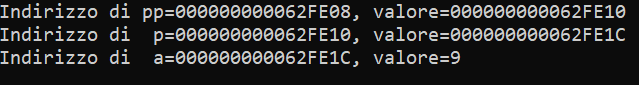 Indirizzo di pp=000000000062FE08, valore=000000000062FE10
Indirizzo di  p=000000000062FE10, valore=000000000062FE1C
Indirizzo di  a=000000000062FE1C, valore=9